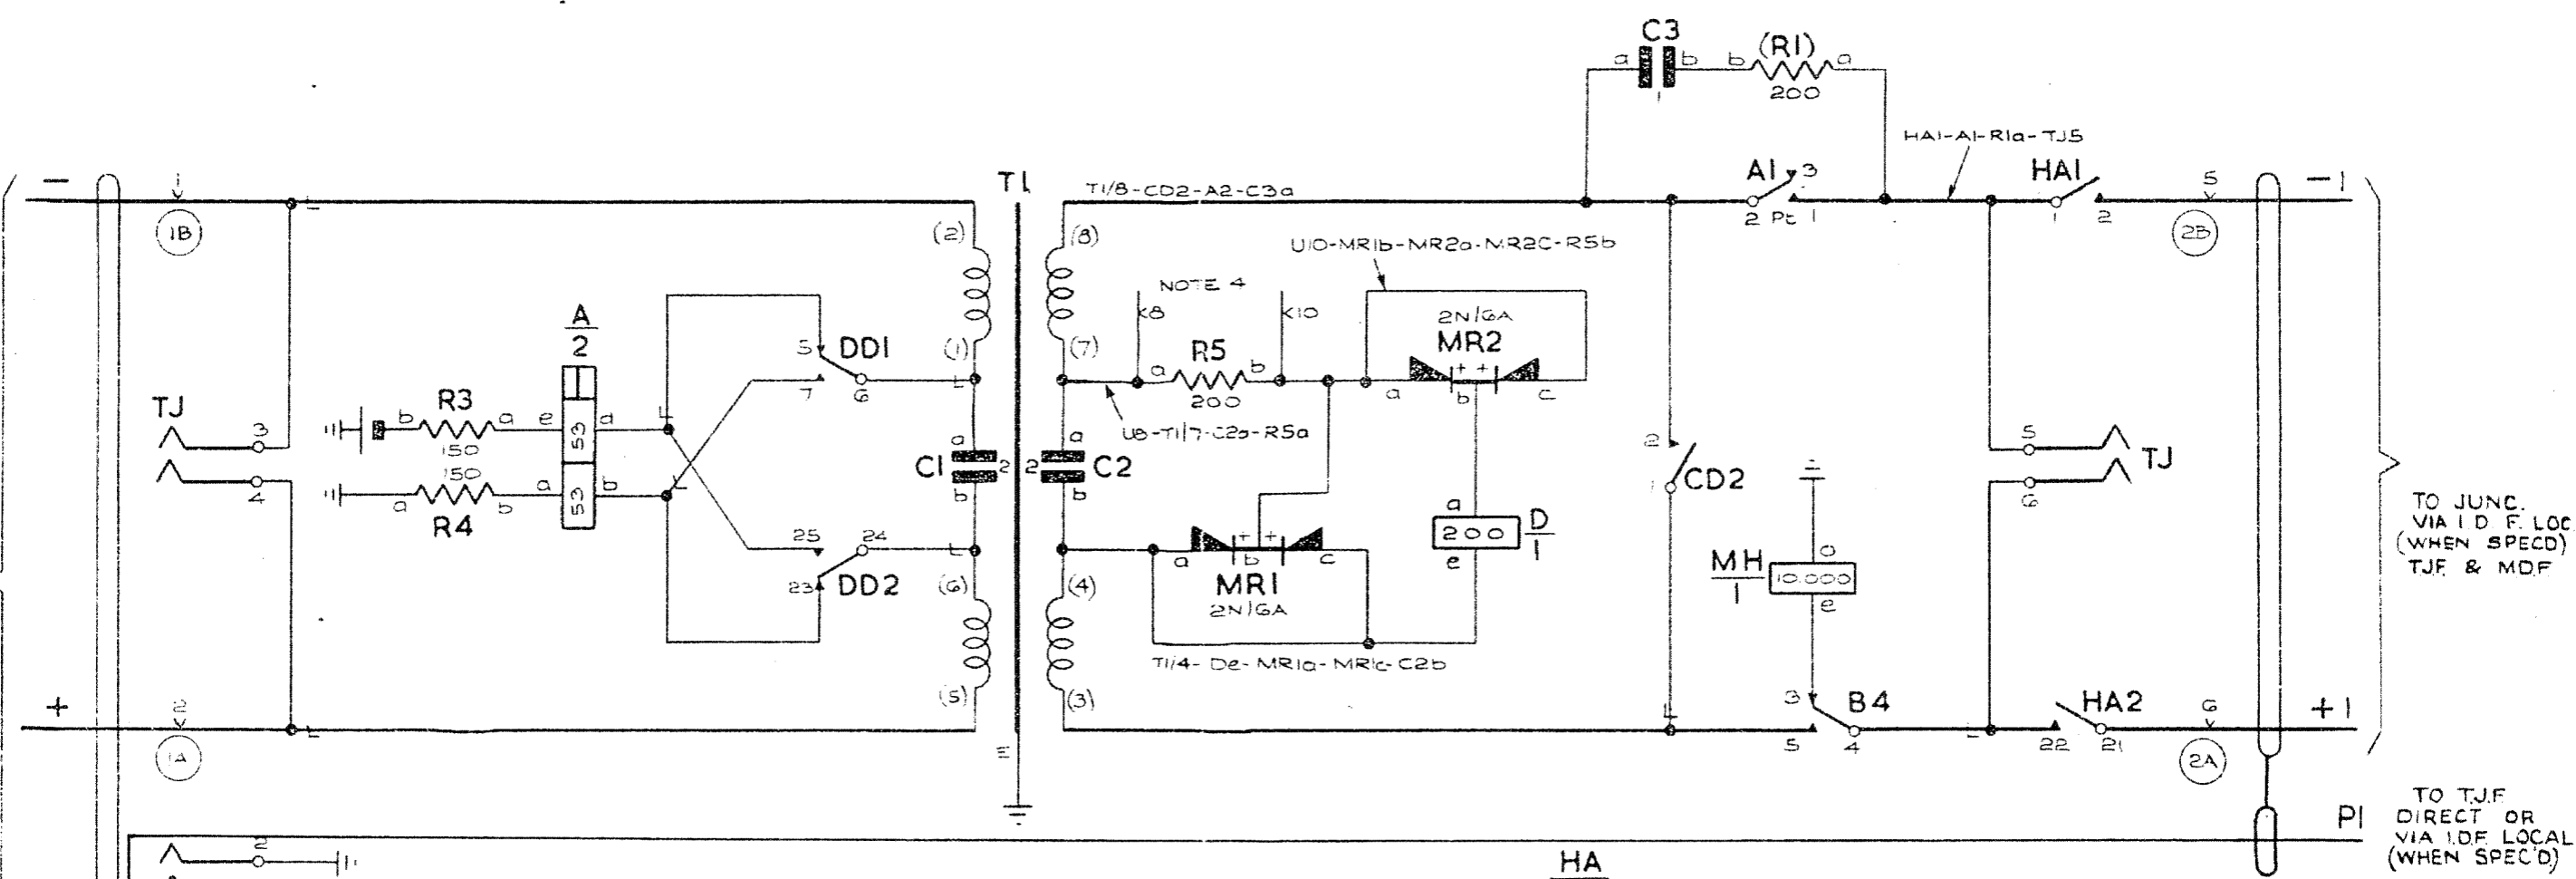 C3
(R1)
a
b
b
a
1
200
HA1-A1-R1a-TJ5
−
1
1B
T1
T1/8-CD2-A2-C3a
A1
3
2
Pt
1
HA1
1
2
5
2B
−1
(2)
(8)
U10-MR1b-MR2a-MR2C-R5b
NOTE 4
8
10
2N/6A
MR2
A
2
5
DD1
7
6
(1)
(7)
R5
a
b
200
a
b
c
U8-T1/7-C2a-R5a
TJ
3
4
b
R3
a
e
53
a
150
150
a
R4
b
a
53
b
C1
a
2
b
2
a
C2
b
2
CD2
1
5
TJ
6
a
200
e
D
1
25
24
23
DD2
a
b
c
MR1
2N/6A
MH
1
10.000
e
(6)
(4)
T1/4-De-MR1a-MR1c-C2b
(5)
(3)
E
+
2
1A
3
B4
5
4
HA2
22
21
6
2A
+1
TO JUNC.
VIA I.D.F. LOC
(WHEN SPECD)
TJF. & MDF
TO T.J.F.
DIRECT OR
VIA I.D.F. LOCAL
(WHEN SPEC'D)
P1
2
HA